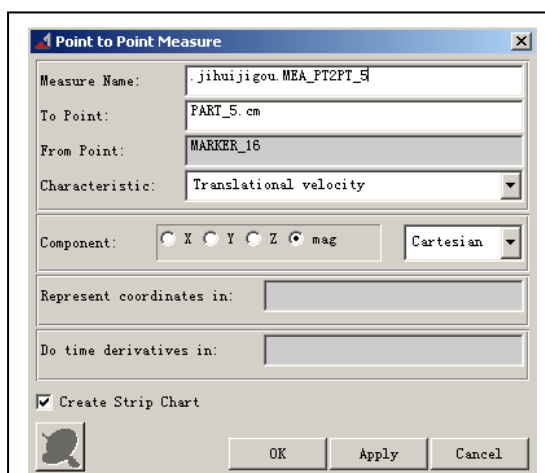 Point to Point Measure
Measure Name: .jihuijigou.MEA_PT2PT_5
To Point: PART_5.cm
From Point: MARKER_16
Characteristic: Translational velocity
Component: X Y Z mag Cartesian
Represent coordinates in:
Do time derivatives in:
Create Strip Chart
OK Apply Cancel